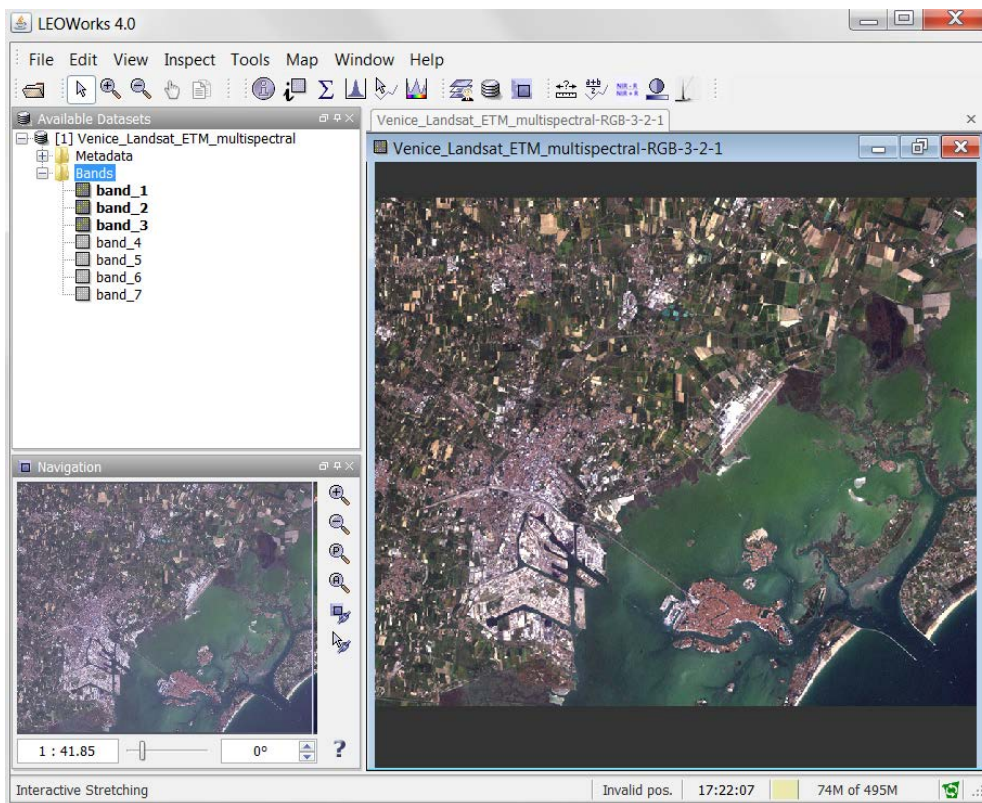 LEOWorks 4.0
File Edit View Inspect Tools Map Window Help
Available Datasets
[1] Venice_Landsat_ETM_multispectral
Metadata
Bands
band_1
band_2
band_3
band_4
band_5
band_6
band_7
Navigation
1 : 41.85
0°
?
Venice_Landsat_ETM_multispectral-RGB-3-2-1
Venice_Landsat_ETM_multispectral-RGB-3-2-1
NIR - R
NIR + R
Interactive Stretching
Invalid pos.
17:22:07
74M of 495M